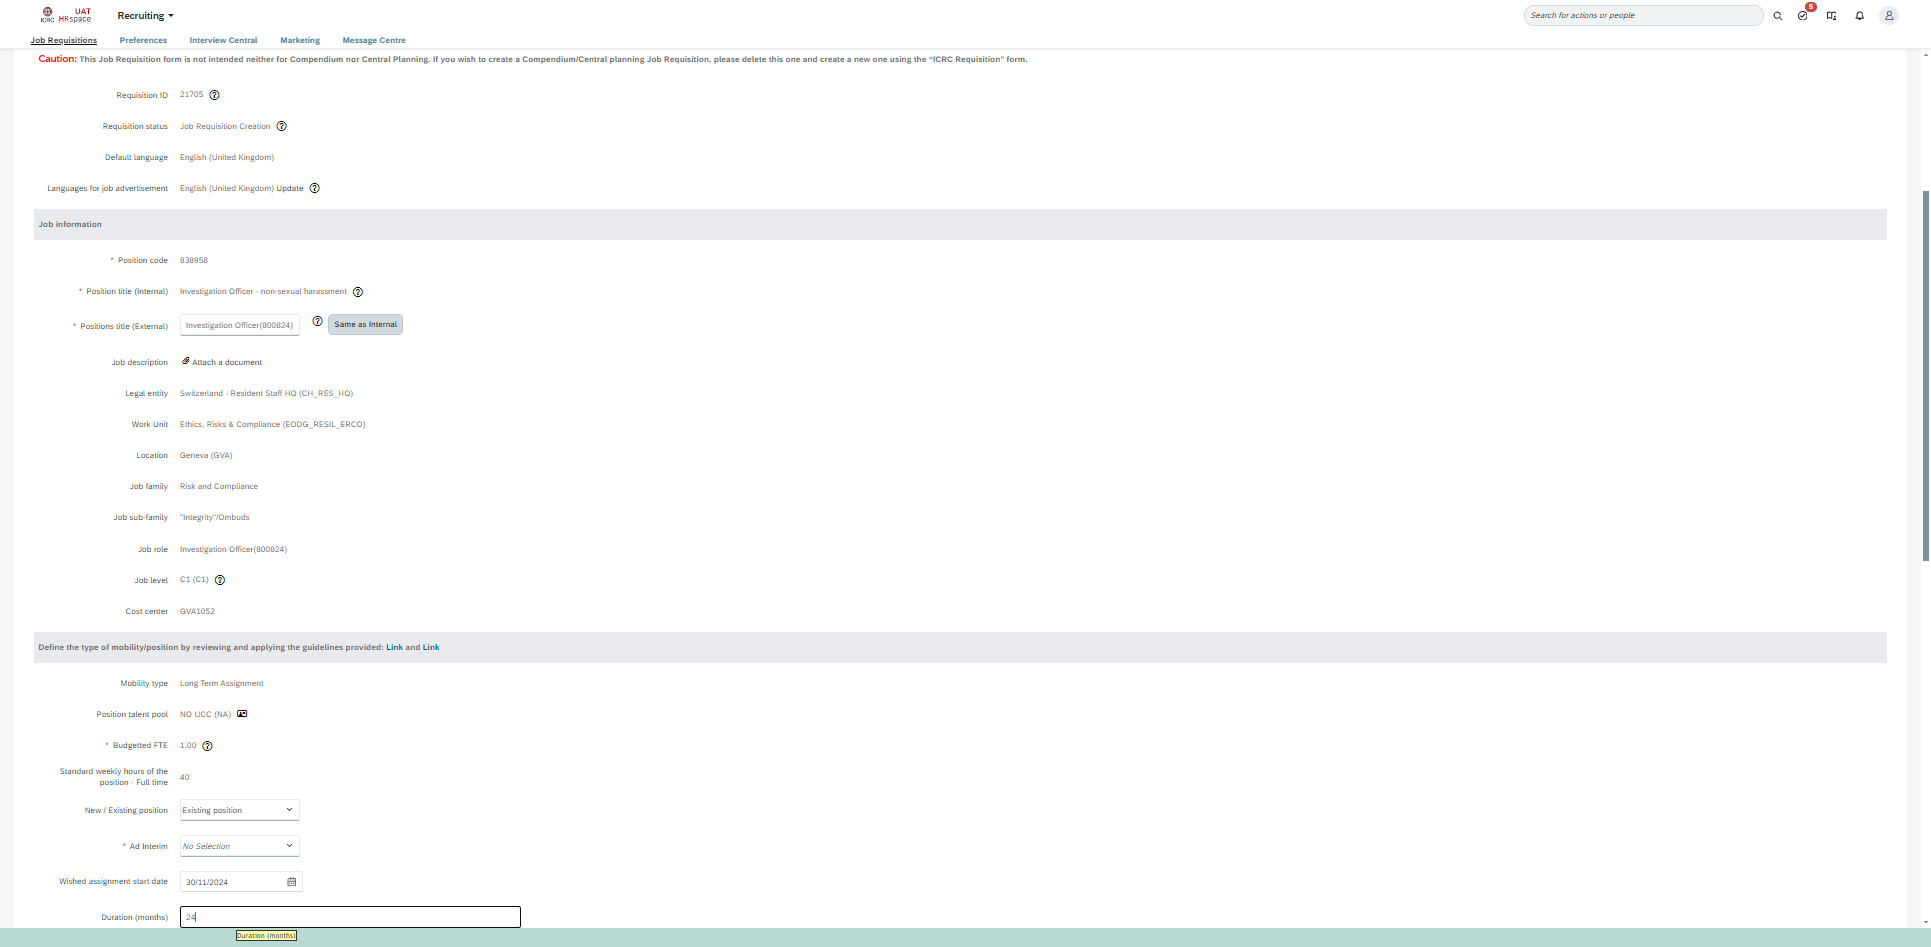 UAT
ICRC HRspace
Recruiting
Search for actions or people
5
Job Requisitions
Preferences
Interview Central
Marketing
Message Centre
Caution: This Job Requisition form is not intended neither for Compendium nor Central Planning. If you wish to create a Compendium/Central planning Job Requisition, please delete this one and create a new one using the “ICRC Requisition” form.
Requisition ID 21705
Requisition status Job Requisition Creation
Default language English (United Kingdom)
Languages for job advertisement English (United Kingdom) Update
Job information
* Position code 838958
* Position title (Internal) Investigation Officer - non-sexual harassment
* Positions title (External) Investigation Officer(800824) Same as Internal
Job description Attach a document
Legal entity Switzerland - Resident Staff HQ (CH_RES_HQ)
Work Unit Ethics, Risks & Compliance (EODG_RESIL_ERCO)
Location Geneva (GVA)
Job family Risk and Compliance
Job sub-family "Integrity"/Ombuds
Job role Investigation Officer(800824)
Job level C1 (C1)
Cost center GVA1052
Define the type of mobility/position by reviewing and applying the guidelines provided: Link and Link
Mobility type Long Term Assignment
Position talent pool NO UCC (NA)
* Budgetted FTE 1.00
Standard weekly hours of the
position - Full time 40
New / Existing position Existing position
* Ad Interim No Selection
Wished assignment start date 30/11/2024
Duration (months) 24
Duration (months)